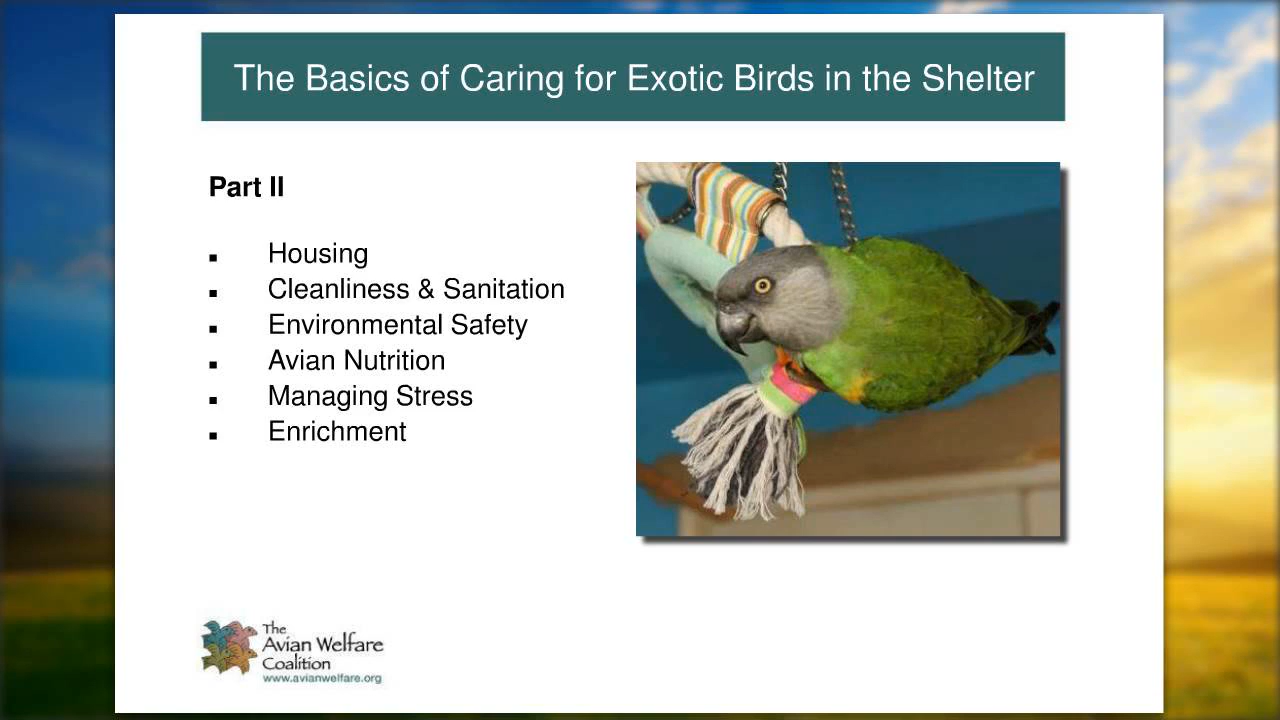 The Basics of Caring for Exotic Birds in the Shelter
Part II
▪ Housing
▪ Cleanliness & Sanitation
▪ Environmental Safety
▪ Avian Nutrition
▪ Managing Stress
▪ Enrichment
The
Avian Welfare
Coalition
www.avianwelfare.org